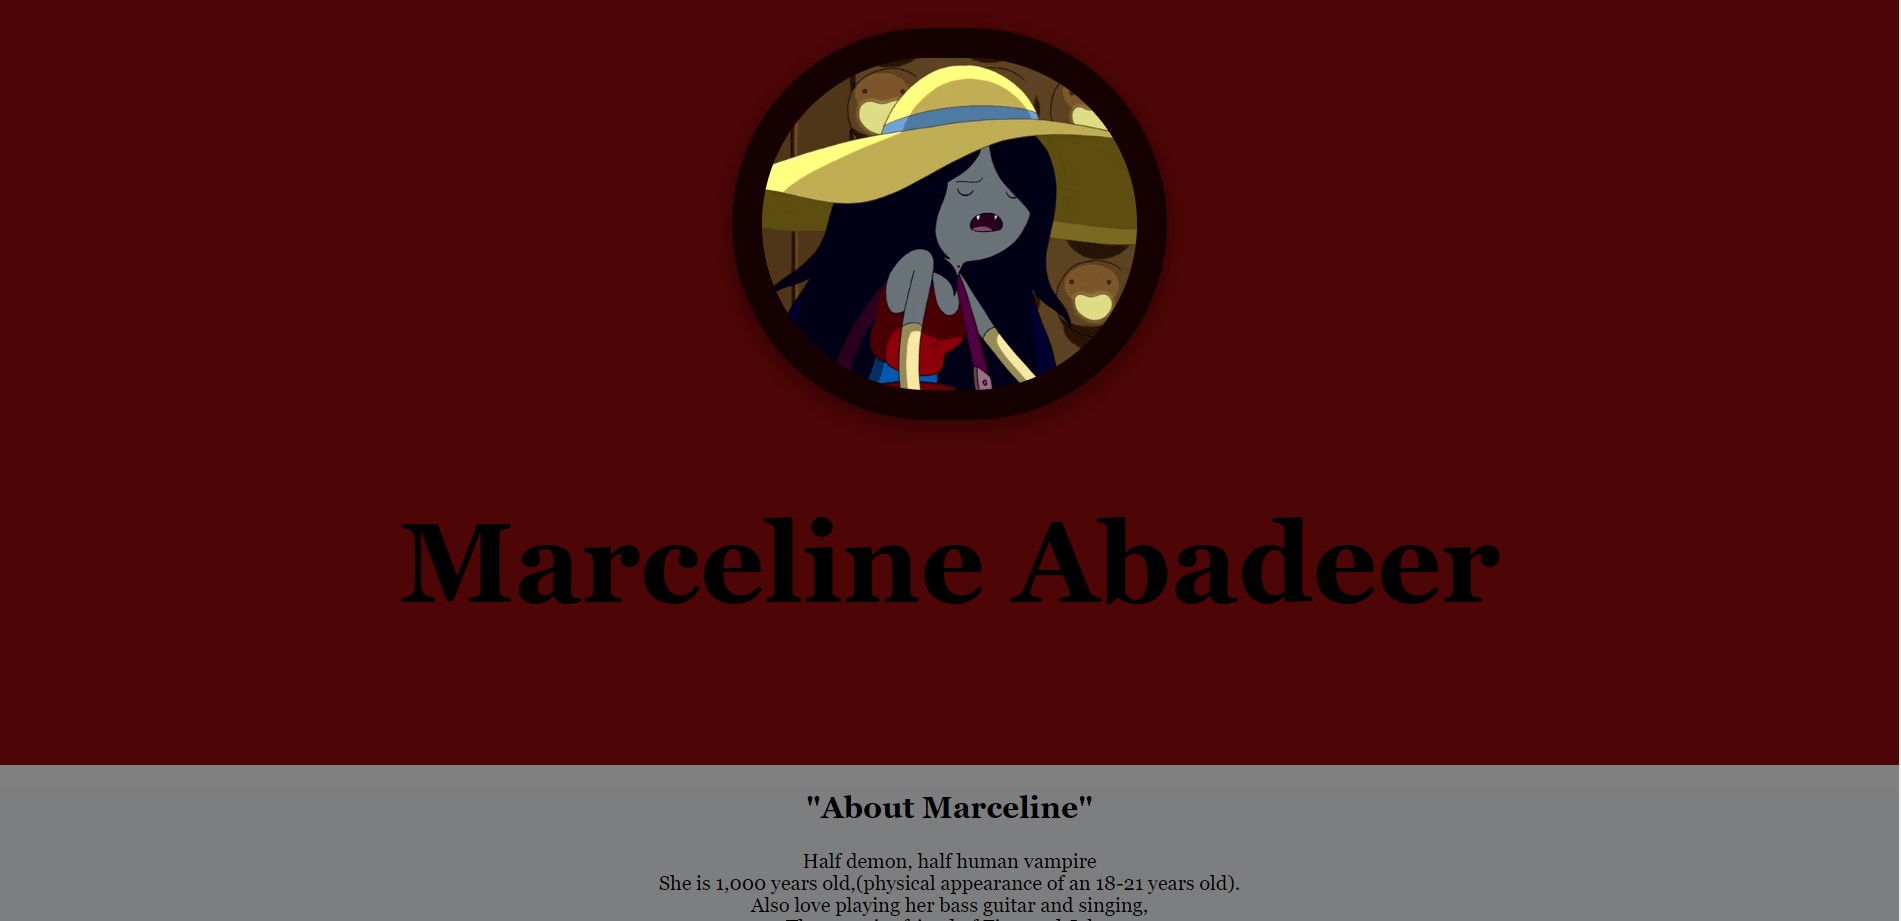 Marceline Abadeer
"About Marceline"
Half demon, half human vampire
She is 1,000 years old,(physical appearance of an 18-21 years old).
Also love playing her bass guitar and singing,